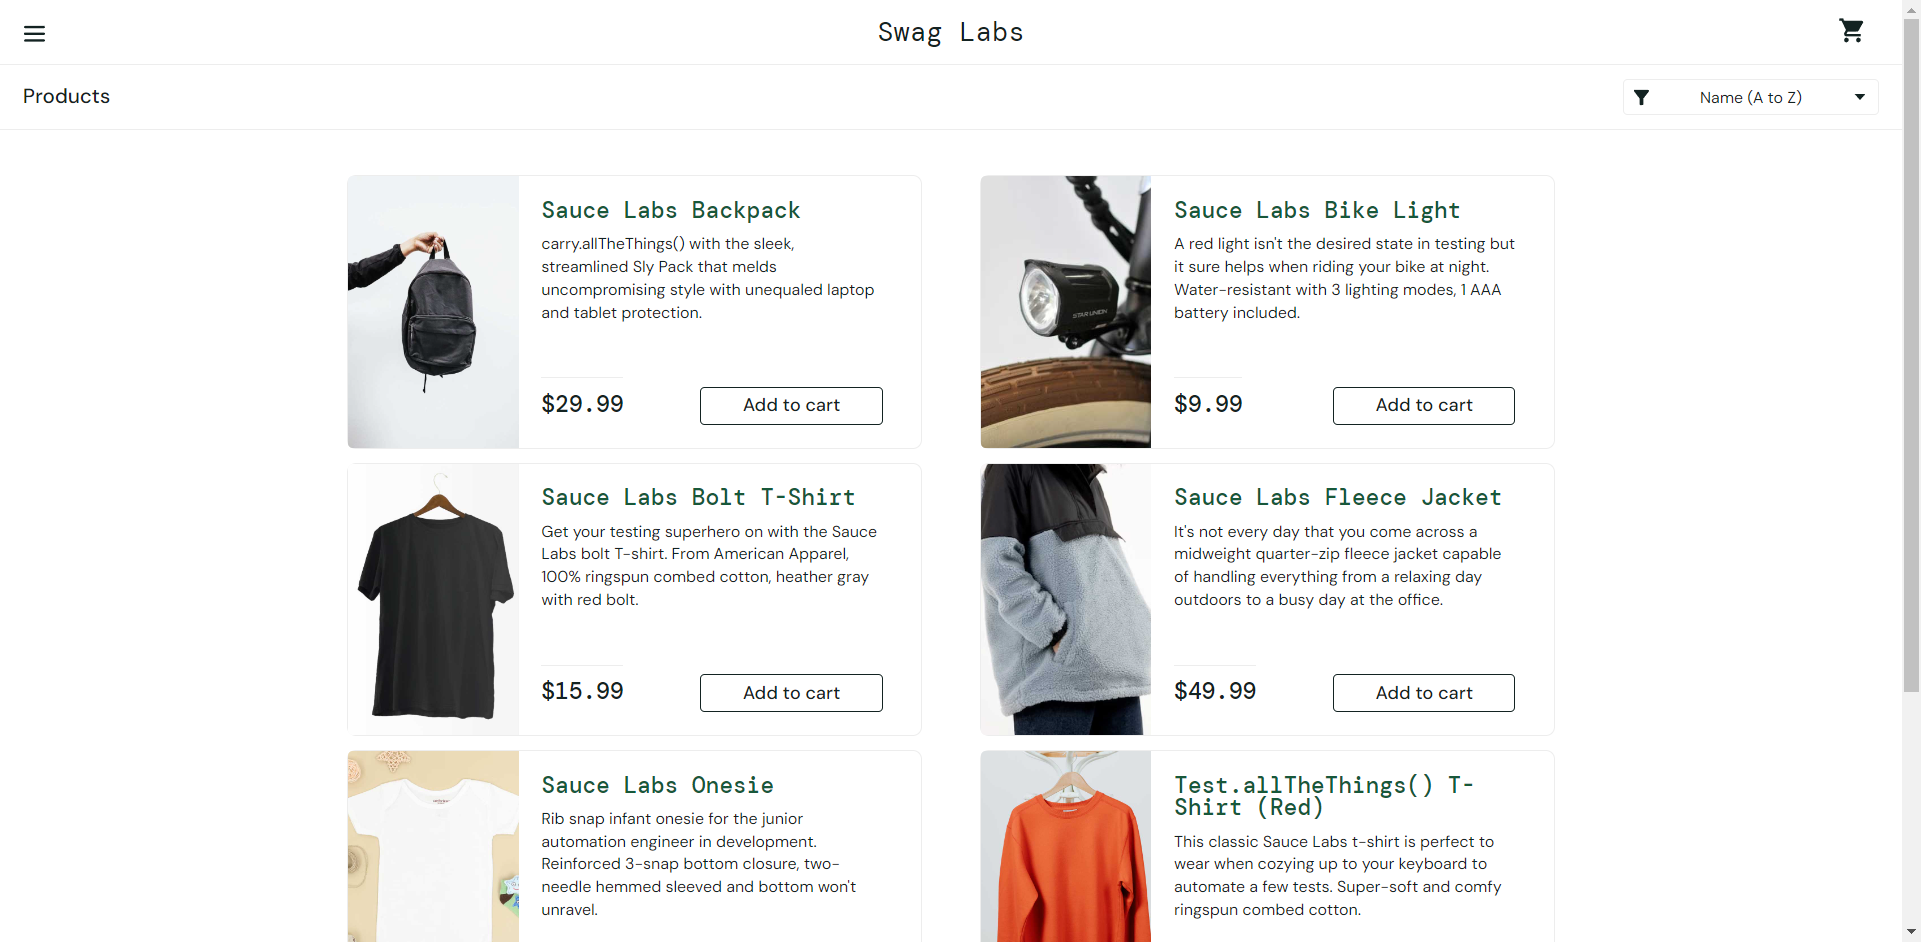 Swag Labs
Products
Name (A to Z)
Sauce Labs Backpack
carry.allTheThings() with the sleek,
streamlined Sly Pack that melds
uncompromising style with unequaled laptop
and tablet protection.
$29.99
Add to cart
Sauce Labs Bike Light
A red light isn't the desired state in testing but
it sure helps when riding your bike at night.
Water-resistant with 3 lighting modes, 1 AAA
battery included.
STAR UNION
$9.99
Add to cart
Sauce Labs Bolt T-Shirt
Get your testing superhero on with the Sauce
Labs bolt T-shirt. From American Apparel,
100% ringspun combed cotton, heather gray
with red bolt.
$15.99
Add to cart
Sauce Labs Fleece Jacket
It's not every day that you come across a
midweight quarter-zip fleece jacket capable
of handling everything from a relaxing day
outdoors to a busy day at the office.
$49.99
Add to cart
Sauce Labs Onesie
Rib snap infant onesie for the junior
automation engineer in development.
Reinforced 3-snap bottom closure, two-
needle hemmed sleeved and bottom won't
unravel.
Test.allTheThings() T-
Shirt (Red)
This classic Sauce Labs t-shirt is perfect to
wear when cozying up to your keyboard to
automate a few tests. Super-soft and comfy
ringspun combed cotton.